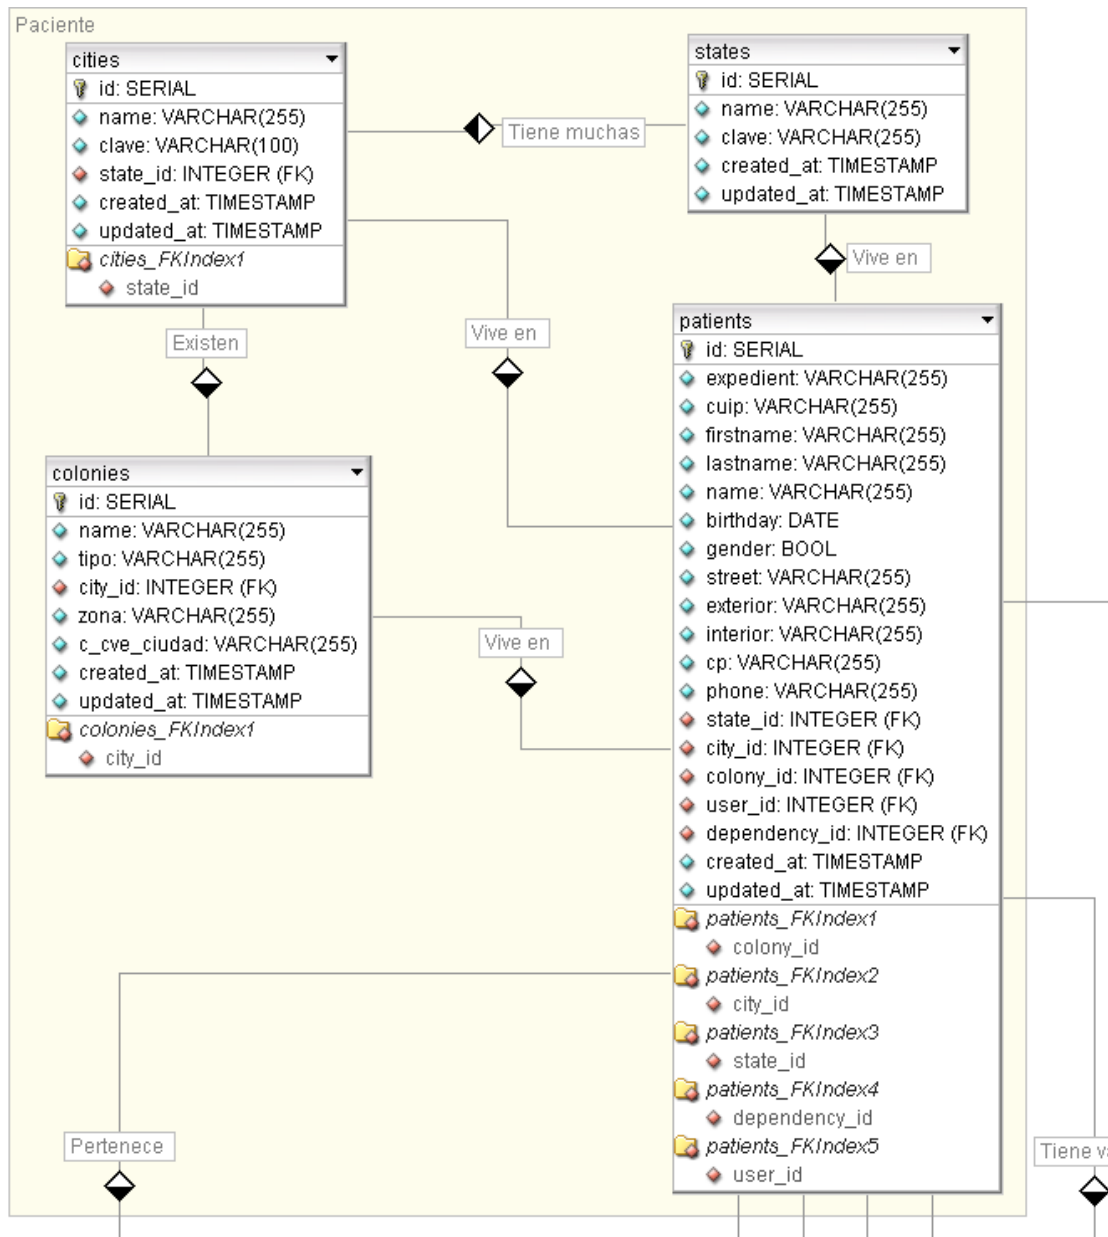 Paciente
cities
id: SERIAL
name: VARCHAR(255)
clave: VARCHAR(100)
state_id: INTEGER (FK)
created_at: TIMESTAMP
updated_at: TIMESTAMP
cities_FKIndex1
state_id
Tiene muchas
states
id: SERIAL
name: VARCHAR(255)
clave: VARCHAR(255)
created_at: TIMESTAMP
updated_at: TIMESTAMP
Existen
Vive en
Vive en
colonies
id: SERIAL
name: VARCHAR(255)
tipo: VARCHAR(255)
city_id: INTEGER (FK)
zona: VARCHAR(255)
c_cve_ciudad: VARCHAR(255)
created_at: TIMESTAMP
updated_at: TIMESTAMP
colonies_FKIndex1
city_id
Vive en
patients
id: SERIAL
expedient: VARCHAR(255)
cuip: VARCHAR(255)
firstname: VARCHAR(255)
lastname: VARCHAR(255)
name: VARCHAR(255)
birthday: DATE
gender: BOOL
street: VARCHAR(255)
exterior: VARCHAR(255)
interior: VARCHAR(255)
cp: VARCHAR(255)
phone: VARCHAR(255)
state_id: INTEGER (FK)
city_id: INTEGER (FK)
colony_id: INTEGER (FK)
user_id: INTEGER (FK)
dependency_id: INTEGER (FK)
created_at: TIMESTAMP
updated_at: TIMESTAMP
patients_FKIndex1
colony_id
patients_FKIndex2
city_id
patients_FKIndex3
state_id
patients_FKIndex4
dependency_id
patients_FKIndex5
user_id
Pertenece
Tiene